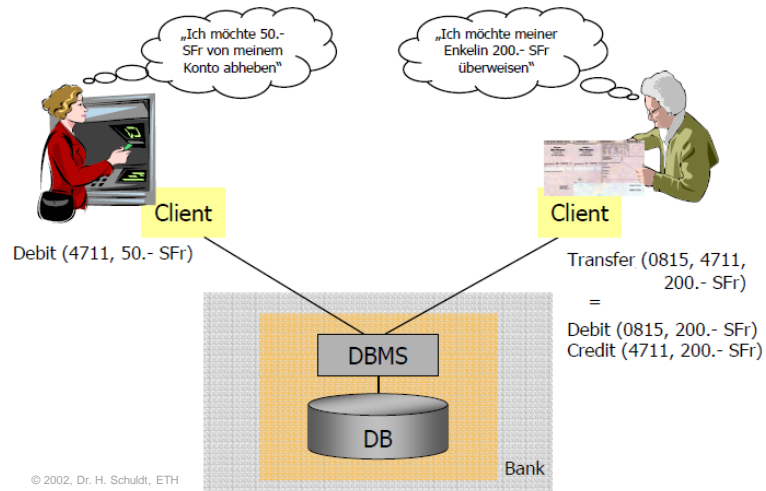 „Ich möchte 50.-
SFr von meinem
Konto abheben“
„Ich möchte meiner
Enkelin 200.- SFr
überweisen“
Client
Client
Debit (4711, 50.- SFr)
Transfer (0815, 4711,
200.- SFr)
=
Debit (0815, 200.- SFr)
Credit (4711, 200.- SFr)
DBMS
DB
Bank
© 2002, Dr. H. Schuldt, ETH